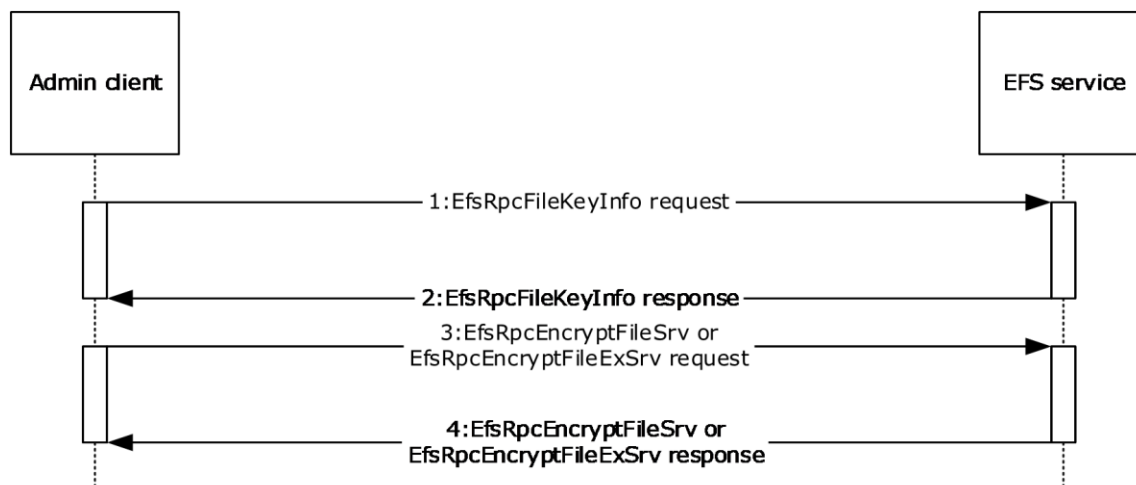 Admin client
EFS service
1:EfsRpcFileKeyInfo request
2:EfsRpcFileKeyInfo response
3:EfsRpcEncryptFileSrv or
EfsRpcEncryptFileExSrv request
4:EfsRpcEncryptFileSrv or
EfsRpcEncryptFileExSrv response